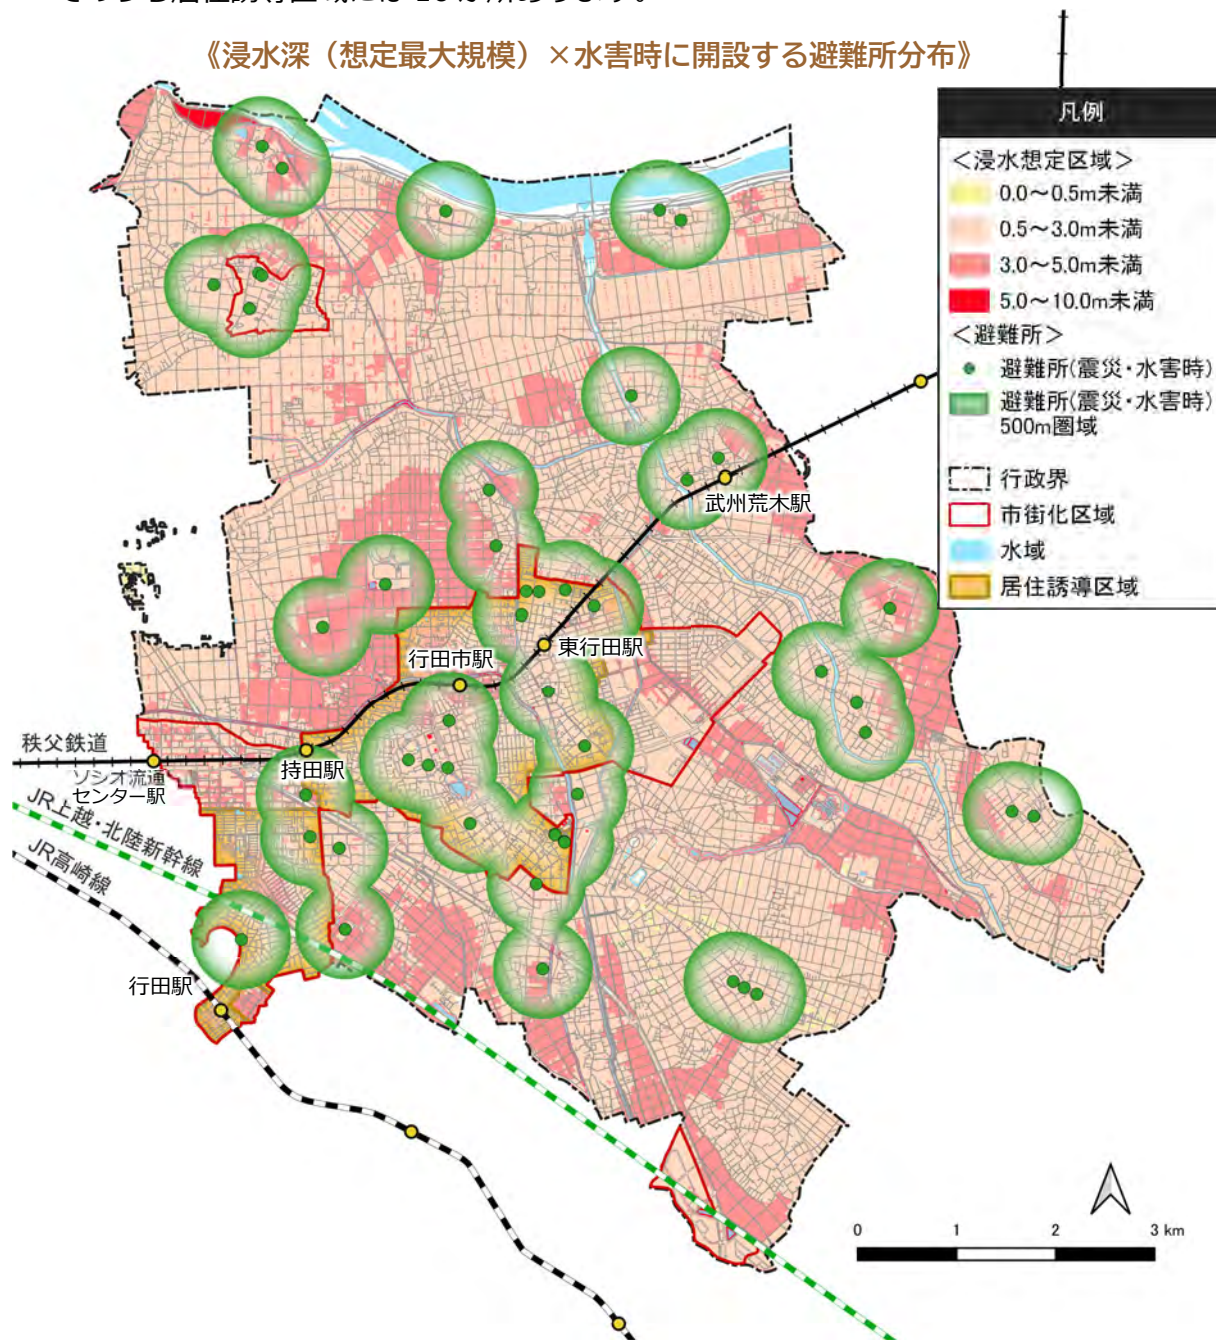 《浸水深（想定最大規模）×水害時に開設する避難所分布》
凡例
＜浸水想定区域＞
0.0～0.5m未満
0.5～3.0m未満
3.0～5.0m未満
5.0～10.0m未満
＜避難所＞
避難所(震災・水害時)
避難所(震災・水害時)
500m圏域
行政界
市街化区域
水域
居住誘導区域
武州荒木駅
東行田駅
行田市駅
持田駅
秩父鉄道
ソシオ流通
センター駅
JR上越・北陸新幹線
JR高崎線
行田駅
0 1 2 3 km